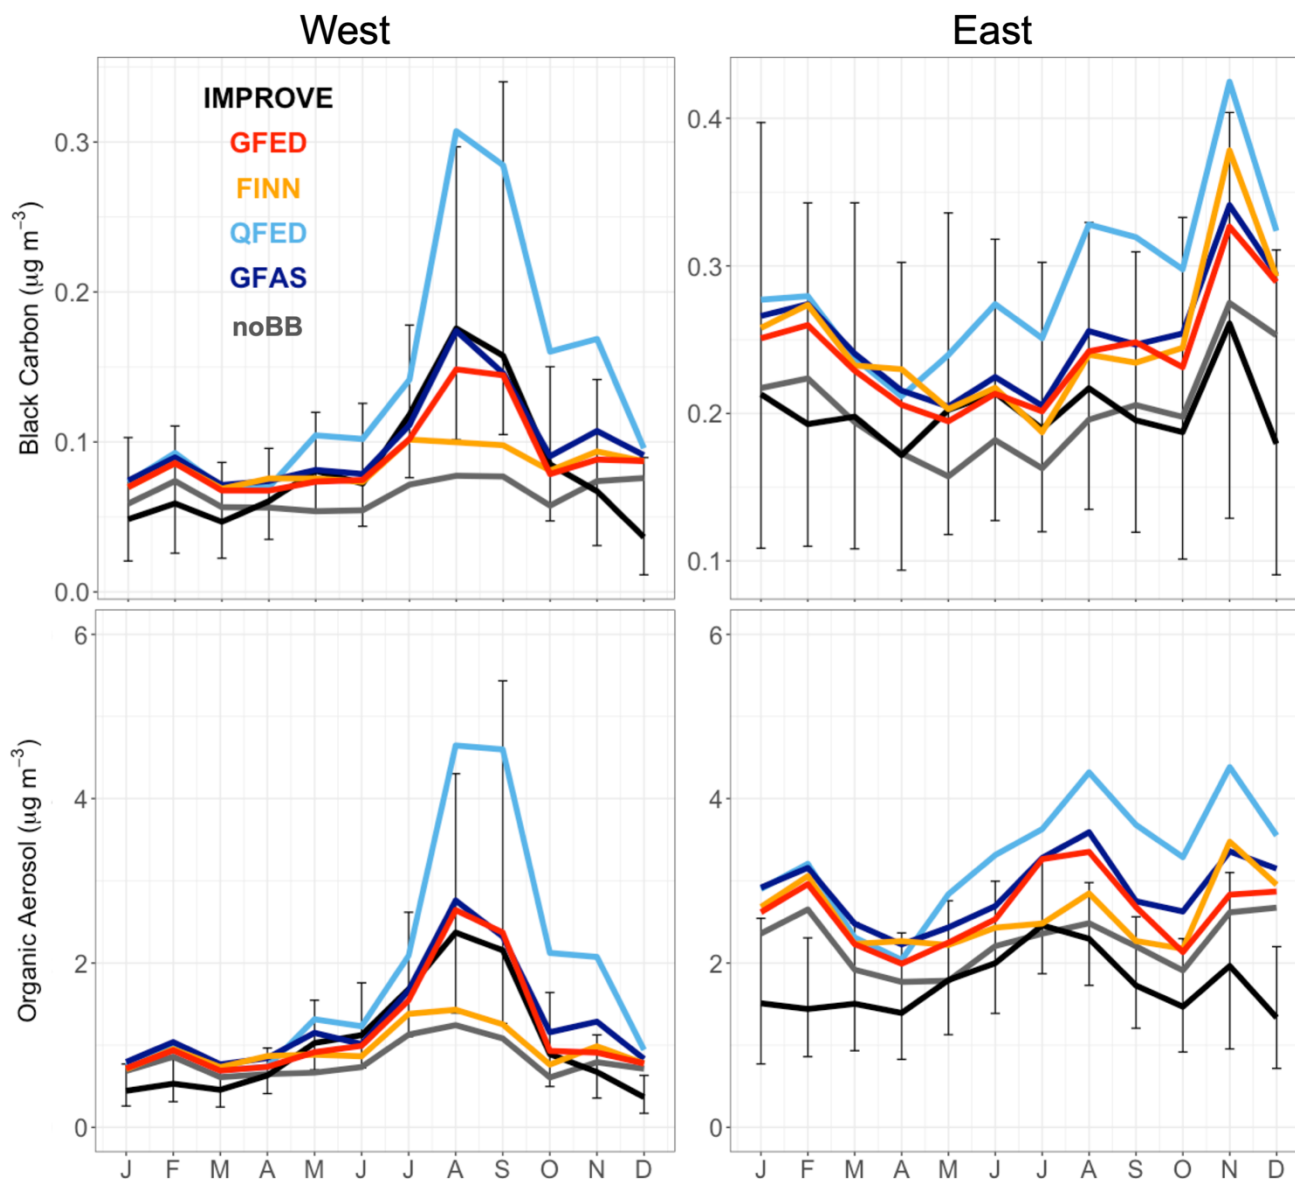 West
East
IMPROVE
GFED
FINN
QFED
GFAS
noBB
Black Carbon (μg m⁻³)
0.3
0.2
0.1
0.0
0.4
0.3
0.2
0.1
Organic Aerosol (μg m⁻³)
6
4
2
0
6
4
2
0
J F M A M J J A S O N D
J F M A M J J A S O N D